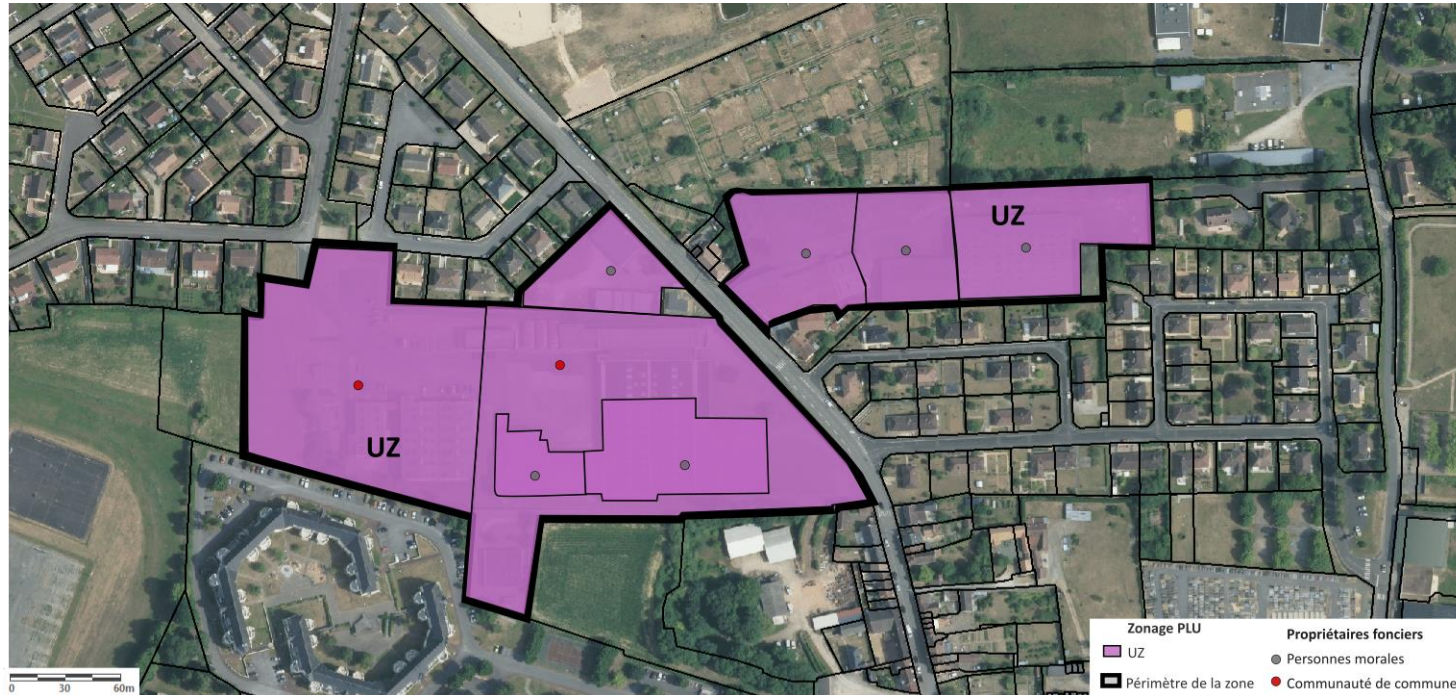 UZ
UZ
Zonage PLU
UZ
Périmètre de la zone
Propriétaires fonciers
Personnes morales
Communauté de commune
0 30 60m